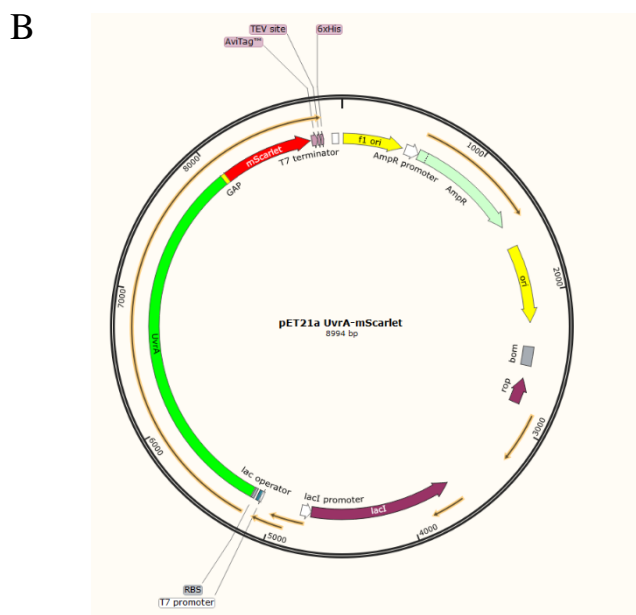 B
TEV site
6xHis
AviTag™
f1 ori
AmpR promoter
AmpR
T7 terminator
mScarlet
GAP
8000
1000
ori
2000
7000
UvrA
pET21a UvrA-mScarlet
8994 bp
bom
rop
3000
6000
lac operator
lacI promoter
lacI
4000
5000
RBS
T7 promoter